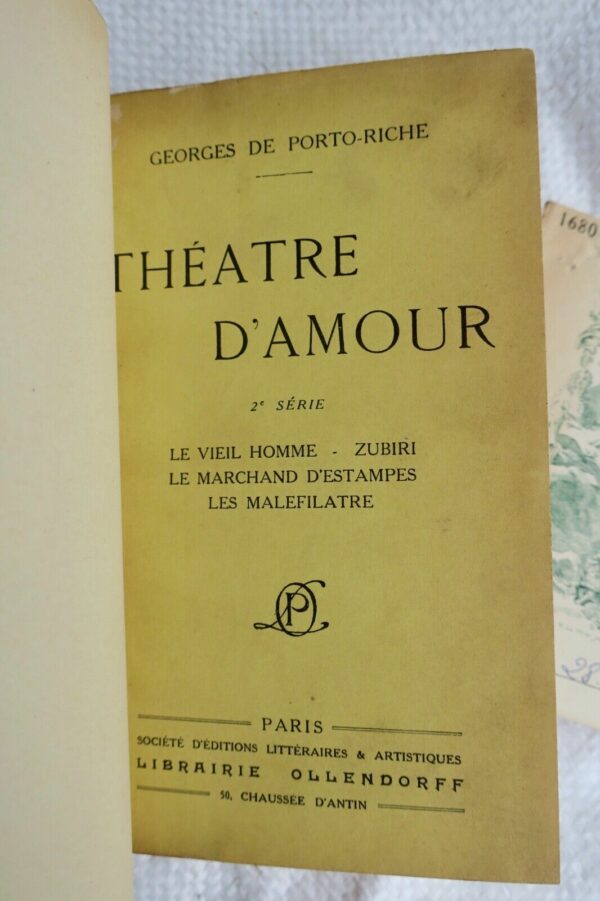 GEORGES DE PORTO-RICHE
THÉATRE
D'AMOUR
2e SÉRIE
LE VIEIL HOMME - ZUBIRI
LE MARCHAND D'ESTAMPES
LES MALEFILATRE
PARIS
SOCIÉTÉ D'ÉDITIONS LITTÉRAIRES & ARTISTIQUES
LIBRAIRIE OLLENDORFF
50, CHAUSSÉE D'ANTIN
1680
28.